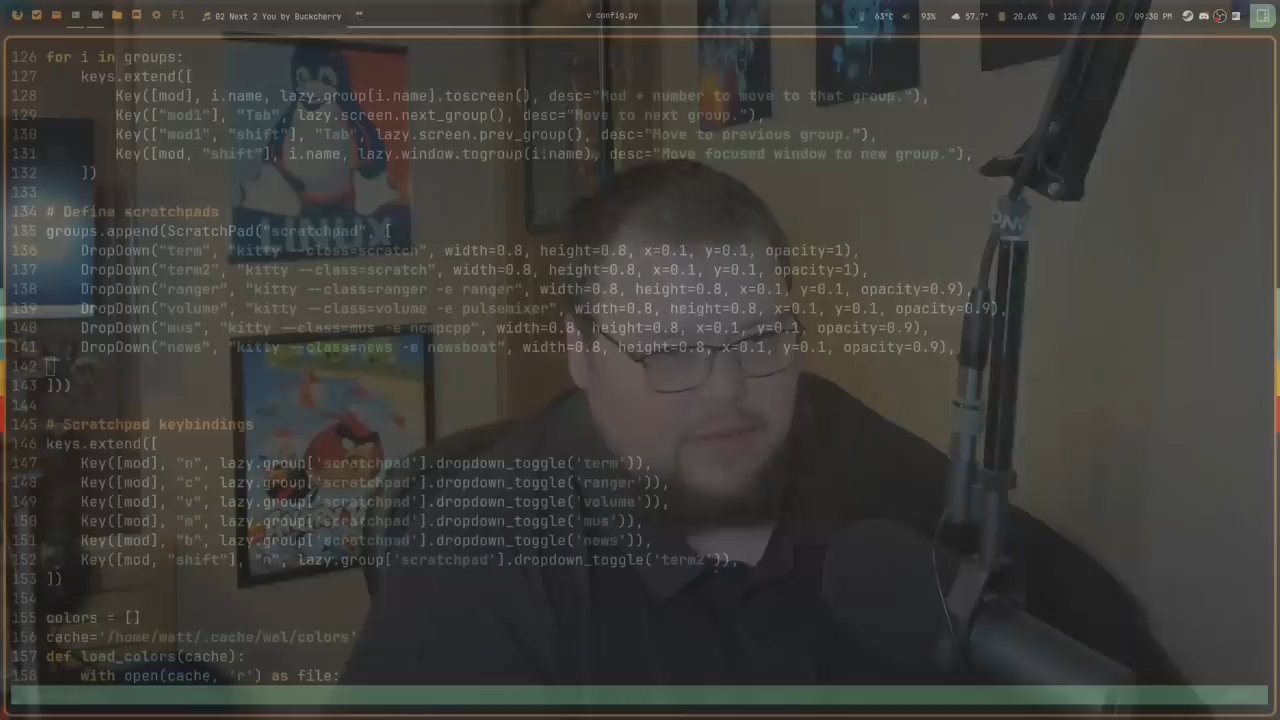 F1 02 Next 2 You by Buckcherry v config.py 63°C 93% 57.7° 20.6% 12G / 63G 09:30 PM
126 for i in groups:
127     keys.extend([
128         Key([mod], i.name, lazy.group[i.name].toscreen(), desc="Mod + number to move to that group."),
129         Key(["mod1"], "Tab", lazy.screen.next_group(), desc="Move to next group."),
130         Key(["mod1", "shift"], "Tab", lazy.screen.prev_group(), desc="Move to previous group."),
131         Key([mod, "shift"], i.name, lazy.window.togroup(i.name), desc="Move focused window to new group."),
132     ])
133
134 # Define scratchpads
135 groups.append(ScratchPad("scratchpad", [
136     DropDown("term", "kitty --class=scratch", width=0.8, height=0.8, x=0.1, y=0.1, opacity=1),
137     DropDown("term2", "kitty --class=scratch", width=0.8, height=0.8, x=0.1, y=0.1, opacity=1),
138     DropDown("ranger", "kitty --class=ranger -e ranger", width=0.8, height=0.8, x=0.1, y=0.1, opacity=0.9),
139     DropDown("volume", "kitty --class=volume -e pulsemixer", width=0.8, height=0.8, x=0.1, y=0.1, opacity=0.9),
140     DropDown("mus", "kitty --class=mus -e ncmpcpp", width=0.8, height=0.8, x=0.1, y=0.1, opacity=0.9),
141     DropDown("news", "kitty --class=news -e newsboat", width=0.8, height=0.8, x=0.1, y=0.1, opacity=0.9),
142
143 ]))
144
145 # Scratchpad keybindings
146 keys.extend([
147     Key([mod], "n", lazy.group['scratchpad'].dropdown_toggle('term')),
148     Key([mod], "c", lazy.group['scratchpad'].dropdown_toggle('ranger')),
149     Key([mod], "v", lazy.group['scratchpad'].dropdown_toggle('volume')),
150     Key([mod], "m", lazy.group['scratchpad'].dropdown_toggle('mus')),
151     Key([mod], "b", lazy.group['scratchpad'].dropdown_toggle('news')),
152     Key([mod, "shift"], "n", lazy.group['scratchpad'].dropdown_toggle('term2')),
153 ])
154
155 colors = []
156 cache='/home/matt/.cache/wal/colors'
157 def load_colors(cache):
158     with open(cache, 'r') as file:
LINUX